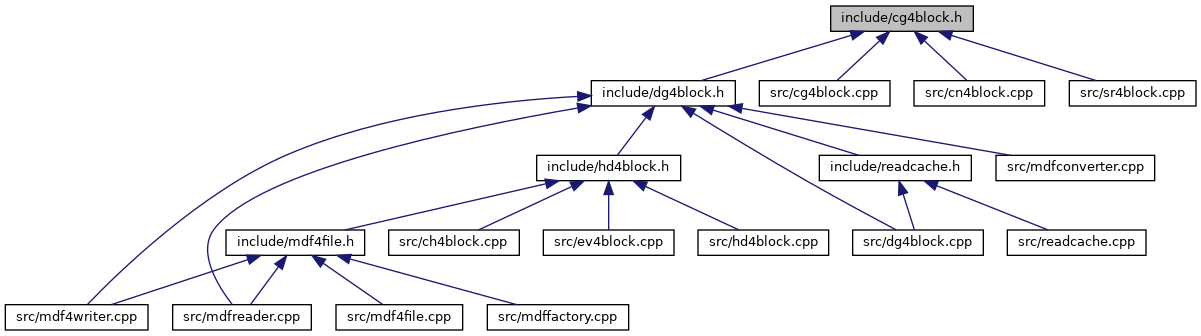 include/cg4block.h
include/dg4block.h
src/cg4block.cpp
src/cn4block.cpp
src/sr4block.cpp
include/hd4block.h
include/readcache.h
src/mdfconverter.cpp
include/mdf4file.h
src/ch4block.cpp
src/ev4block.cpp
src/hd4block.cpp
src/dg4block.cpp
src/readcache.cpp
src/mdf4writer.cpp
src/mdfreader.cpp
src/mdf4file.cpp
src/mdffactory.cpp